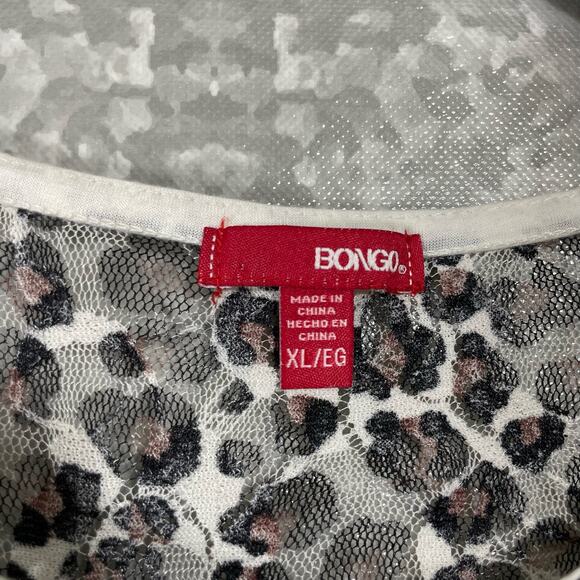 BONGO®
MADE IN
CHINA
HECHO EN
CHINA
XL/EG